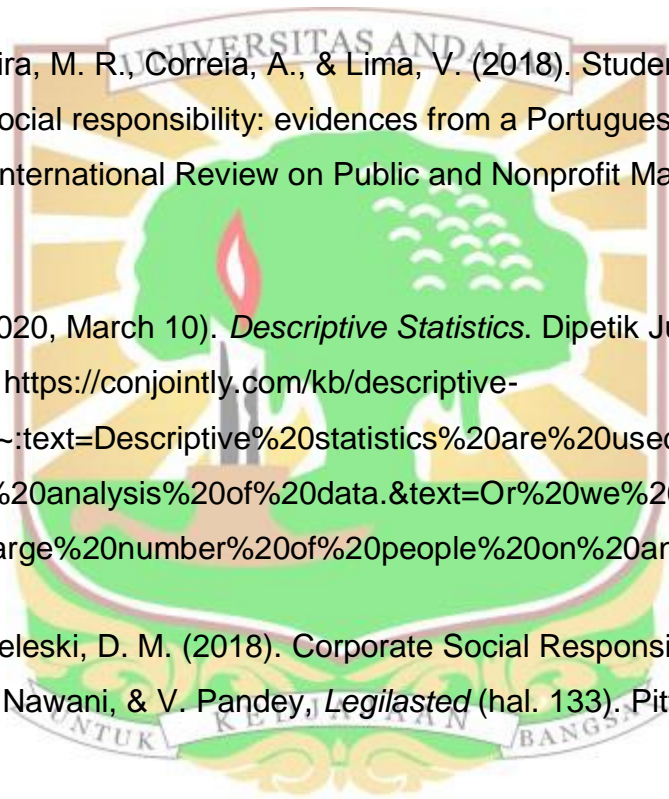 UNIVERSITAS ANDALAS
ira, M. R., Correia, A., & Lima, V. (2018). Studen
ocial responsibility: evidences from a Portugues
nternational Review on Public and Nonprofit Ma
020, March 10). Descriptive Statistics. Dipetik Ju
https://conjointly.com/kb/descriptive-
~:text=Descriptive%20statistics%20are%20used
%20analysis%20of%20data.&text=Or%20we%20
arge%20number%20of%20people%20on%20an
eleski, D. M. (2018). Corporate Social Responsi
Nawani, & V. Pandey, Legilasted (hal. 133). Pit
UNTUK KEDJAJAAN BANGSA